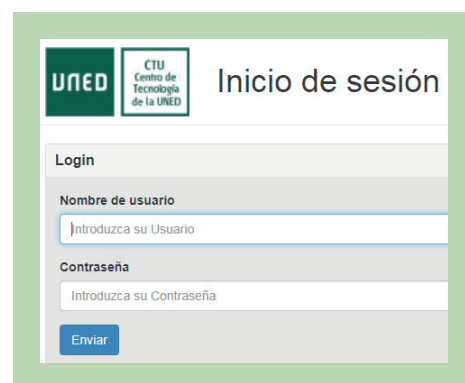 UNED
CTU
Centro de
Tecnología
de la UNED
Inicio de sesión
Login
Nombre de usuario
Introduzca su Usuario
Contraseña
Introduzca su Contraseña
Enviar